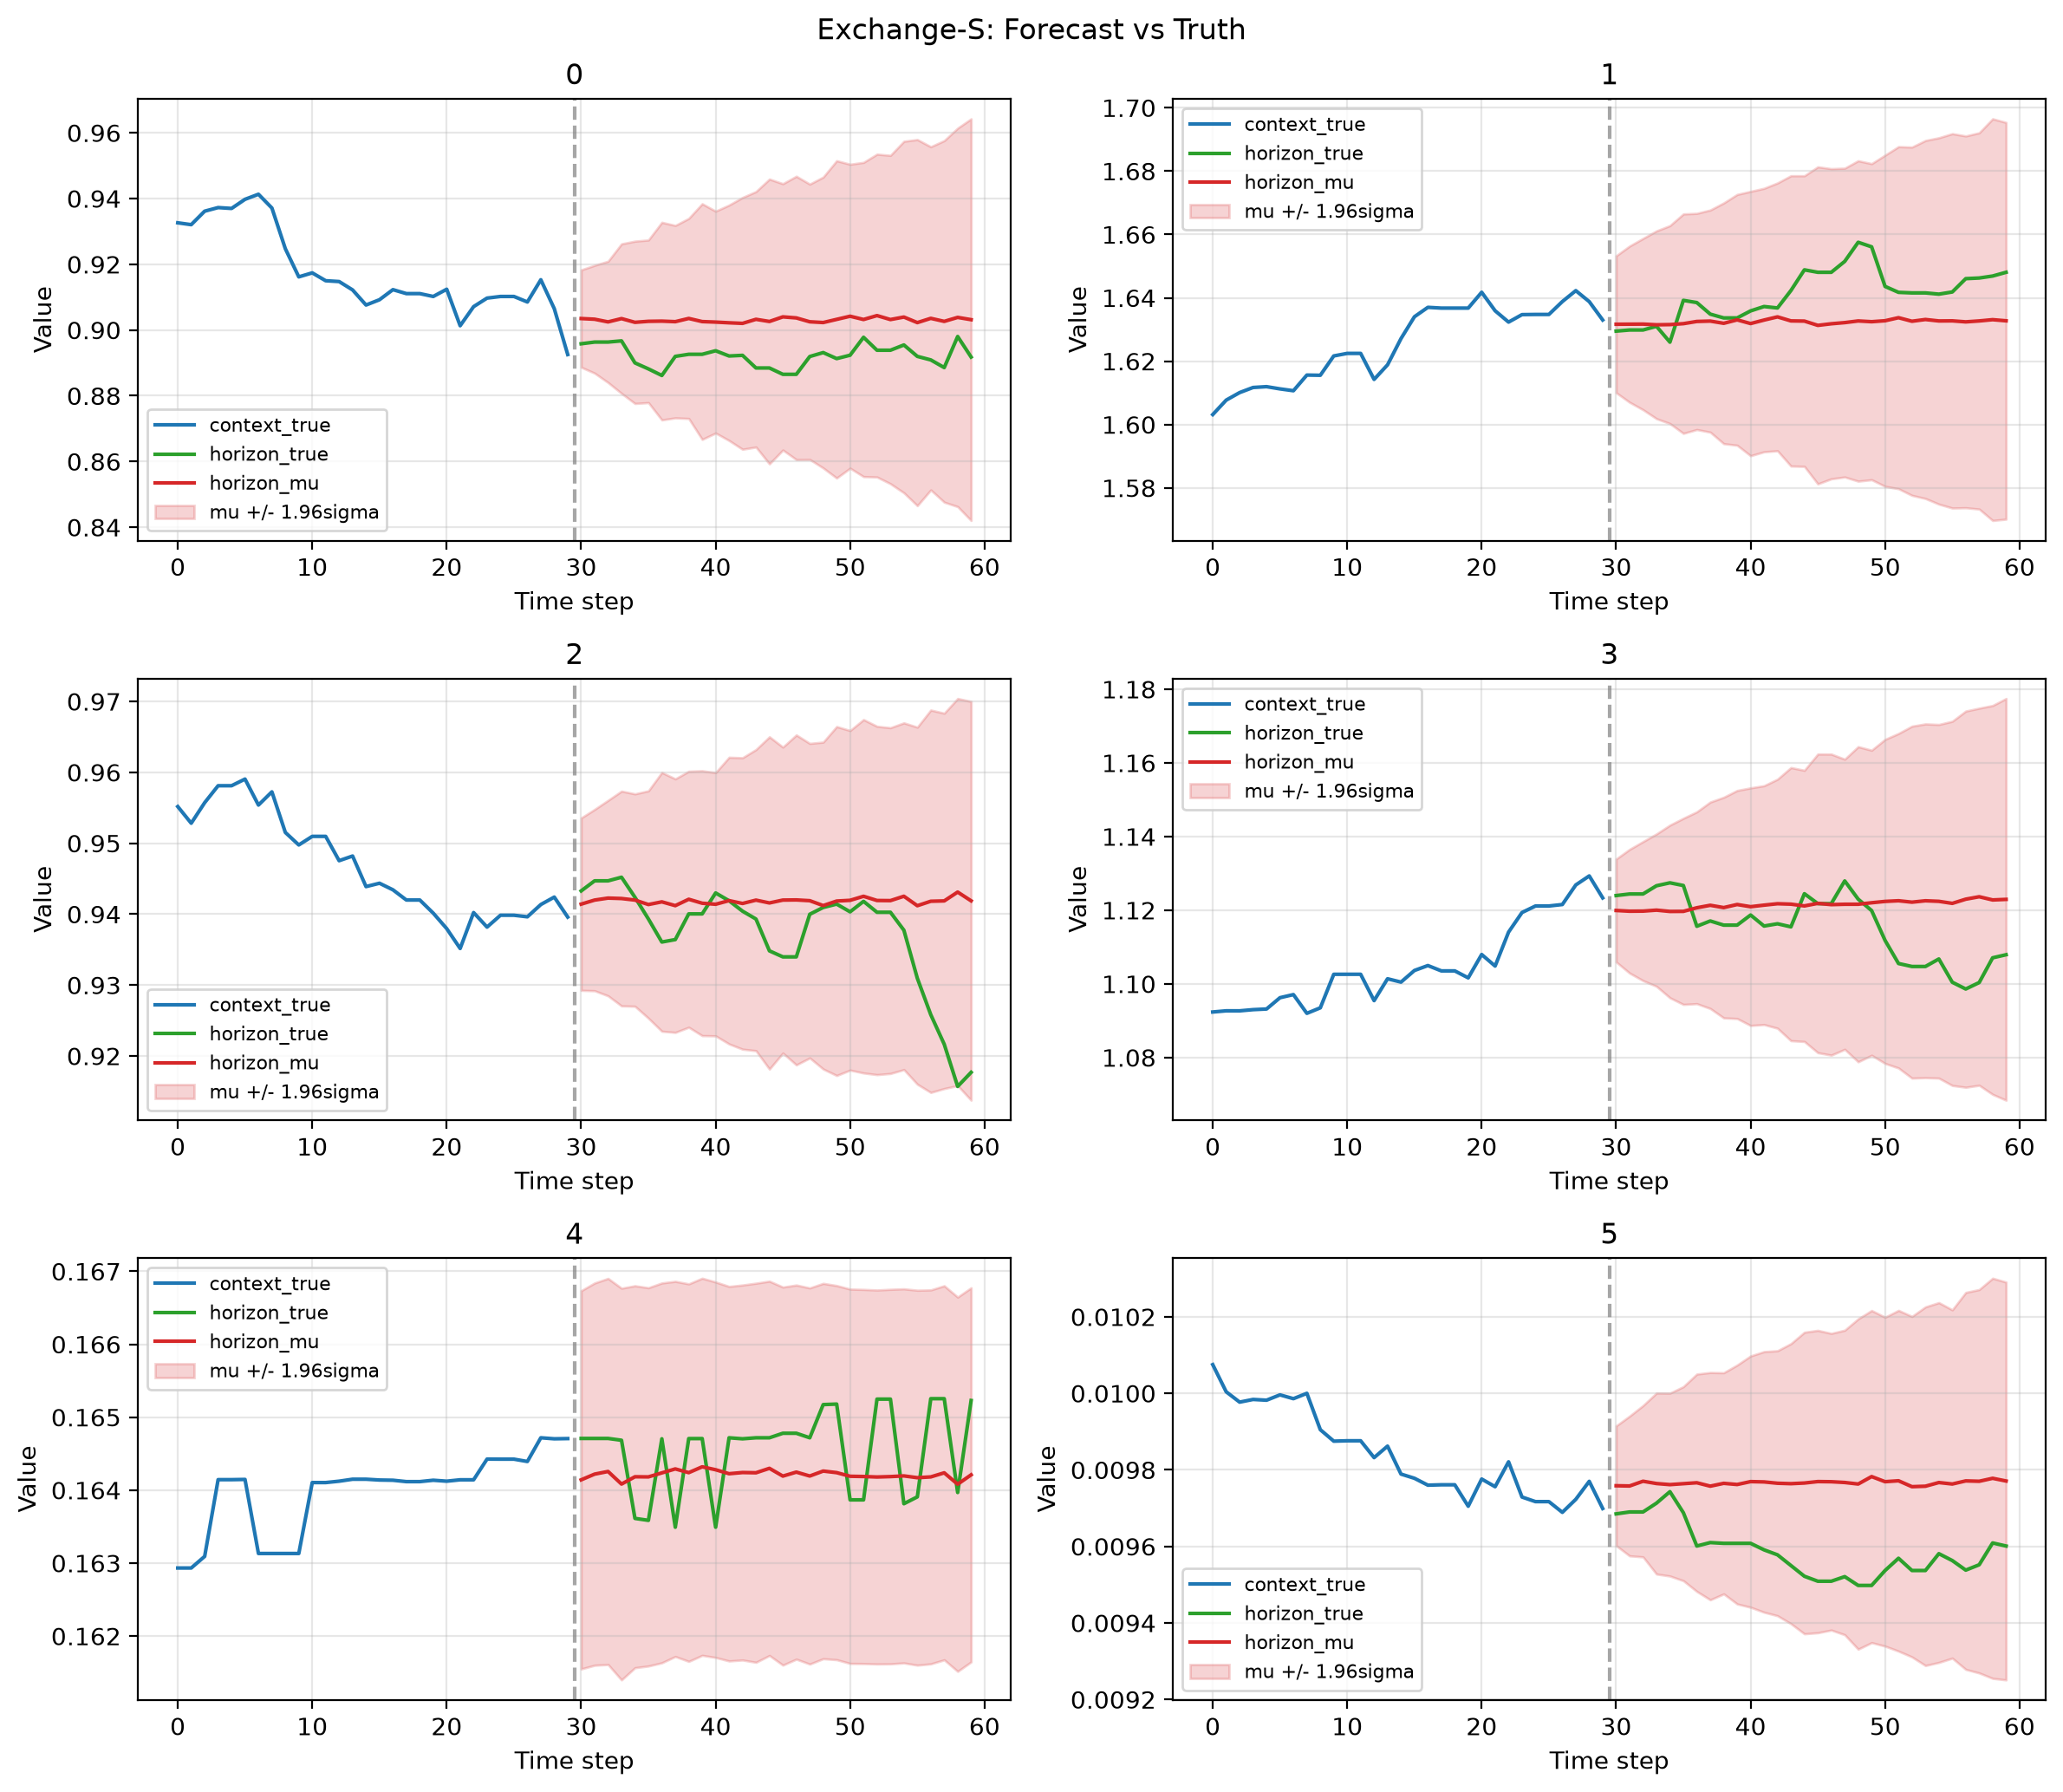 Exchange-S: Forecast vs Truth
0
0.96
0.94
0.92
0.90
0.88
0.86
0.84
Value
context_true
horizon_true
horizon_mu
mu +/- 1.96sigma
0 10 20 30 40 50 60
Time step
1
1.70
1.68
1.66
1.64
1.62
1.60
1.58
Value
context_true
horizon_true
horizon_mu
mu +/- 1.96sigma
0 10 20 30 40 50 60
Time step
2
0.97
0.96
0.95
0.94
0.93
0.92
Value
context_true
horizon_true
horizon_mu
mu +/- 1.96sigma
0 10 20 30 40 50 60
Time step
3
1.18
1.16
1.14
1.12
1.10
1.08
Value
context_true
horizon_true
horizon_mu
mu +/- 1.96sigma
0 10 20 30 40 50 60
Time step
4
0.167
0.166
0.165
0.164
0.163
0.162
Value
context_true
horizon_true
horizon_mu
mu +/- 1.96sigma
0 10 20 30 40 50 60
Time step
5
0.0102
0.0100
0.0098
0.0096
0.0094
0.0092
Value
context_true
horizon_true
horizon_mu
mu +/- 1.96sigma
0 10 20 30 40 50 60
Time step